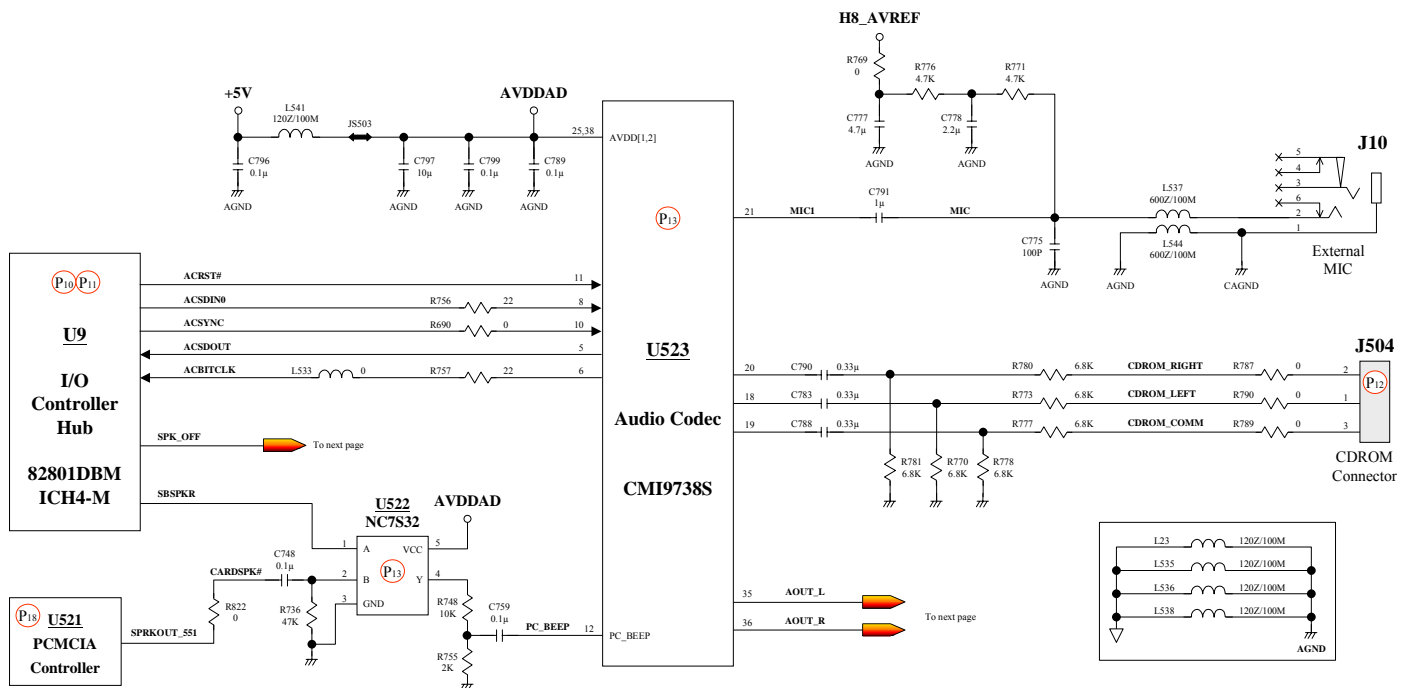 H8_AVREF
R769
0
R776
4.7K
R771
4.7K
C777
4.7µ
AGND
C778
2.2µ
AGND
+5V
L541
120Z/100M
JS503
AVDDAD
C796
0.1µ
AGND
C797
10µ
AGND
C799
0.1µ
AGND
C789
0.1µ
AGND
25,38
AVDD[1,2]
P13
U523
Audio Codec
CMI9738S
21
MIC1
C791
1µ
MIC
C775
100P
AGND
L537
600Z/100M
L544
600Z/100M
AGND
CAGND
J10
5
4
3
6
2
1
External
MIC
P10
P11
U9
I/O
Controller
Hub
82801DBM
ICH4-M
ACRST#
11
ACSDIN0
R756
22
8
ACSYNC
R690
0
10
ACSDOUT
5
ACBITCLK
L533
0
R757
22
6
SPK_OFF
To next page
SBSPKR
20
C790
0.33µ
R780
6.8K
CDROM_RIGHT
R787
0
2
18
C783
0.33µ
R773
6.8K
CDROM_LEFT
R790
0
1
19
C788
0.33µ
R777
6.8K
CDROM_COMM
R789
0
3
R781
6.8K
R770
6.8K
R778
6.8K
J504
P12
CDROM
Connector
U522
NC7S32
AVDDAD
1
A
VCC
5
2
B
Y
4
3
GND
P13
C748
0.1µ
CARDSPK#
R822
0
R736
47K
R748
10K
C759
0.1µ
PC_BEEP
12
PC_BEEP
R755
2K
P18
U521
PCMCIA
Controller
SPRKOUT_551
35
AOUT_L
36
AOUT_R
To next page
L23
120Z/100M
L535
120Z/100M
L536
120Z/100M
L538
120Z/100M
AGND